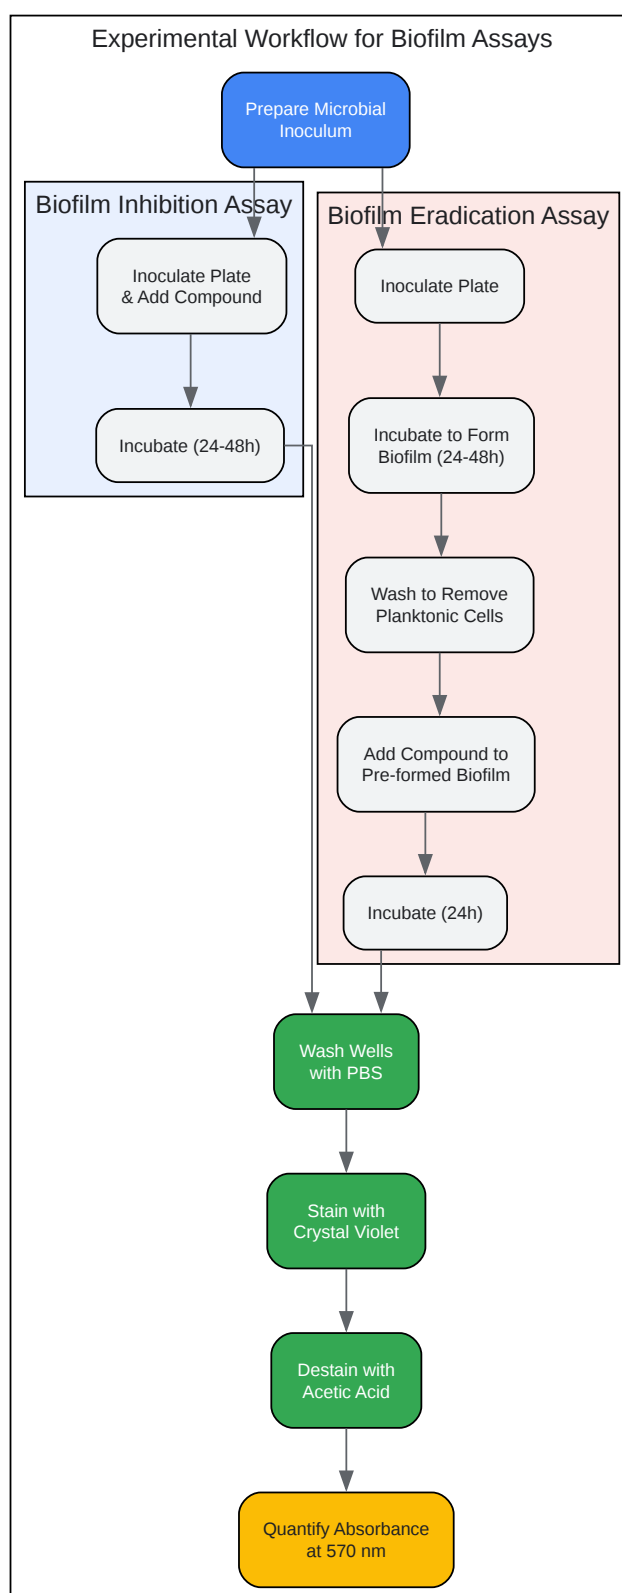 Experimental Workflow for Biofilm Assays
Prepare Microbial
Inoculum
Biofilm Inhibition Assay
Inoculate Plate
& Add Compound
Incubate (24-48h)
Biofilm Eradication Assay
Inoculate Plate
Incubate to Form
Biofilm (24-48h)
Wash to Remove
Planktonic Cells
Add Compound to
Pre-formed Biofilm
Incubate (24h)
Wash Wells
with PBS
Stain with
Crystal Violet
Destain with
Acetic Acid
Quantify Absorbance
at 570 nm